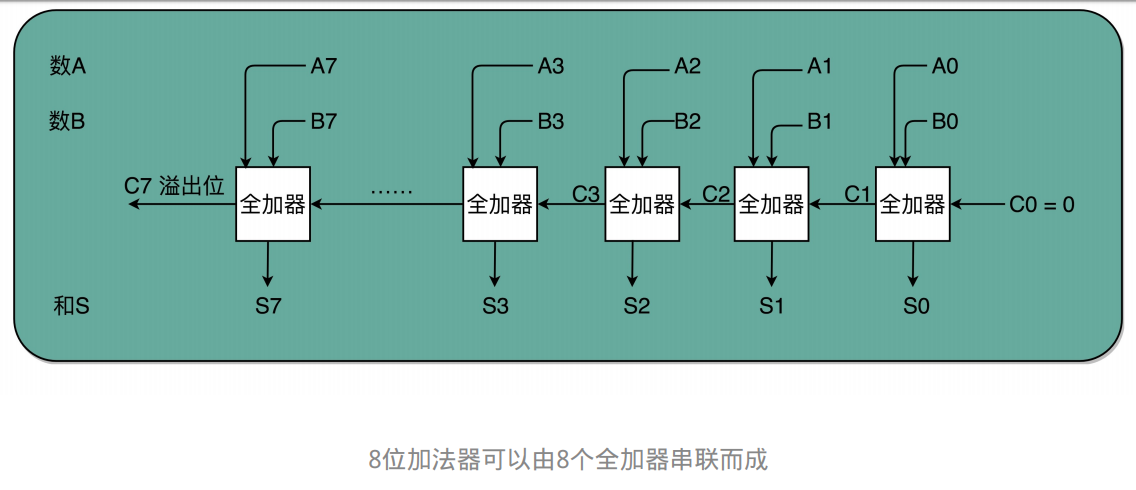 数A A7 A3 A2 A1 A0
数B B7 B3 B2 B1 B0
C7 溢出位 全加器 …… 全加器 C3 全加器 C2 全加器 C1 全加器 C0 = 0
和S S7 S3 S2 S1 S0
8位加法器可以由8个全加器串联而成